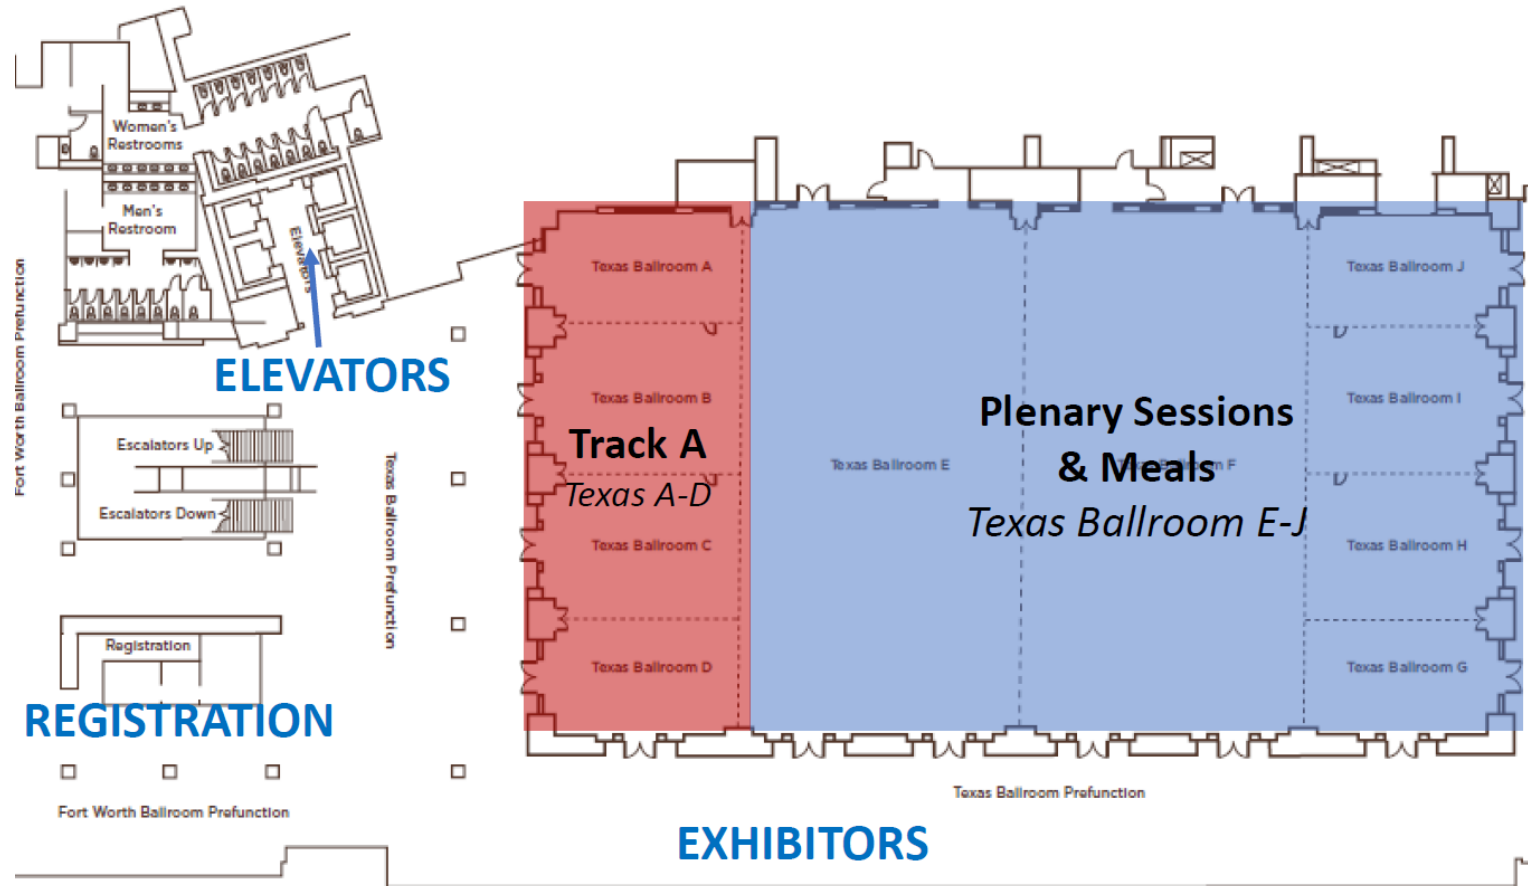 Women's
Restrooms
Men's
Restroom
Elevators
ELEVATORS
Fort Worth Ballroom Prefunction
Escalators Up
Escalators Down
Texas Ballroom Prefunction
Registration
REGISTRATION
Fort Worth Ballroom Prefunction
Texas Ballroom A
Texas Ballroom B
Track A
Texas A-D
Texas Ballroom C
Texas Ballroom D
Texas Ballroom E
Plenary Sessions
& Meals
Texas Ballroom E-J
Texas Ballroom F
Texas Ballroom J
Texas Ballroom I
Texas Ballroom H
Texas Ballroom G
Texas Ballroom Prefunction
EXHIBITORS